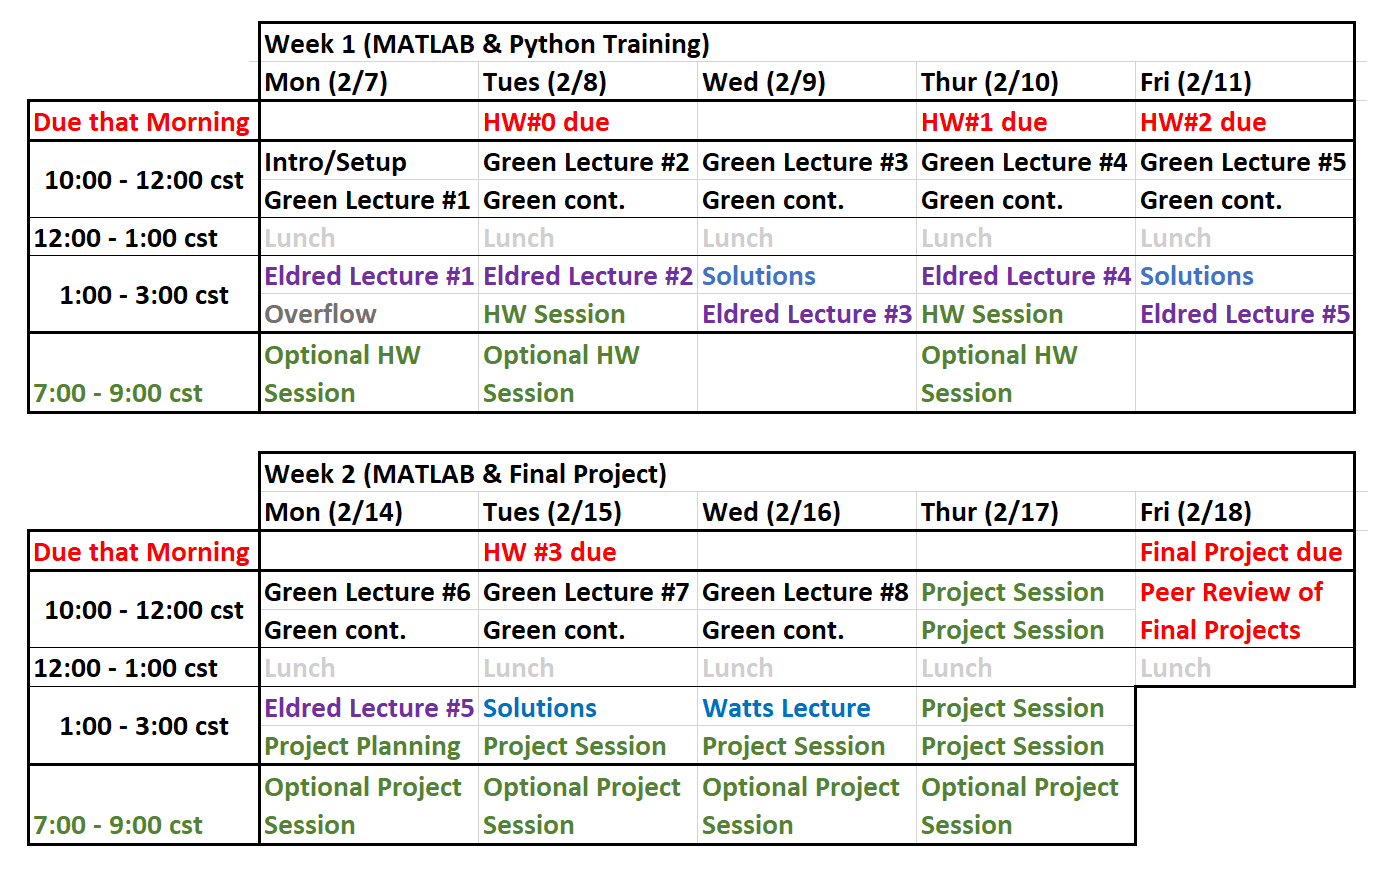 Week 1 (MATLAB & Python Training)
Mon (2/7) Tues (2/8) Wed (2/9) Thur (2/10) Fri (2/11)
Due that Morning HW#0 due HW#1 due HW#2 due
10:00 - 12:00 cst
Intro/Setup Green Lecture #2 Green Lecture #3 Green Lecture #4 Green Lecture #5
Green Lecture #1 Green cont. Green cont. Green cont. Green cont.
12:00 - 1:00 cst Lunch Lunch Lunch Lunch Lunch
1:00 - 3:00 cst
Eldred Lecture #1 Eldred Lecture #2 Solutions Eldred Lecture #4 Solutions
Overflow HW Session Eldred Lecture #3 HW Session Eldred Lecture #5
Optional HW Optional HW Optional HW
7:00 - 9:00 cst Session Session Session
Week 2 (MATLAB & Final Project)
Mon (2/14) Tues (2/15) Wed (2/16) Thur (2/17) Fri (2/18)
Due that Morning HW #3 due Final Project due
10:00 - 12:00 cst
Green Lecture #6 Green Lecture #7 Green Lecture #8 Project Session Peer Review of
Green cont. Green cont. Green cont. Project Session Final Projects
12:00 - 1:00 cst Lunch Lunch Lunch Lunch Lunch
1:00 - 3:00 cst
Eldred Lecture #5 Solutions Watts Lecture Project Session
Project Planning Project Session Project Session Project Session
Optional Project Optional Project Optional Project Optional Project
7:00 - 9:00 cst Session Session Session Session